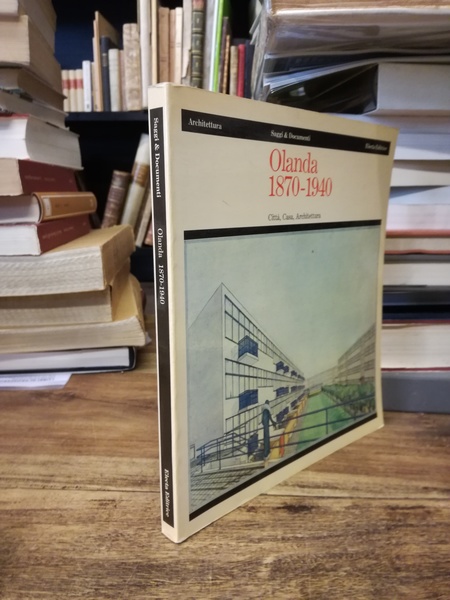 Architettura
Saggi & Documenti
Electa Editrice
Olanda
1870-1940
Città, Casa, Architettura
Saggi & Documenti
Olanda 1870-1940
Electa Editrice